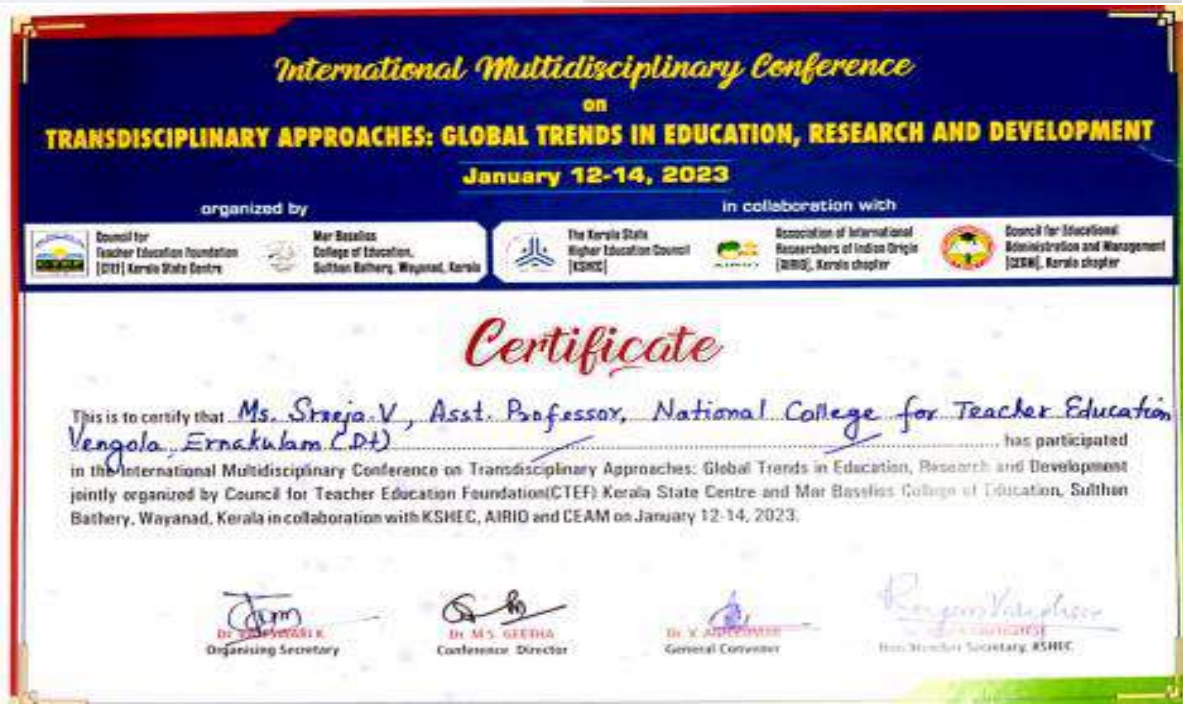 International Multidisciplinary Conference
on
TRANSDISCIPLINARY APPROACHES: GLOBAL TRENDS IN EDUCATION, RESEARCH AND DEVELOPMENT
January 12-14, 2023
organized by
in collaboration with
Council for
Teacher Education Foundation
[CTEF] Kerala State Centre
Mar Baselios
College of Education,
Sulthan Bathery, Wayanad, Kerala
The Kerala State
Higher Education Council
[KSHEC]
AIRIO
Association of International
Researchers of Indian Origin
[AIRIO], Kerala chapter
Council for Educational
Administration and Management
[CEAM], Kerala chapter
Certificate
This is to certify that Ms. Sreeja.V, Asst. Professor, National College for Teacher Education
Vengola, Ernakulam (Dt) has participated
in the International Multidisciplinary Conference on Transdisciplinary Approaches: Global Trends in Education, Research and Development
jointly organized by Council for Teacher Education Foundation(CTEF) Kerala State Centre and Mar Baselios College of Education, Sulthan
Bathery, Wayanad, Kerala in collaboration with KSHEC, AIRIO and CEAM on January 12-14, 2023.
Dr.
Organising Secretary
Dr. M.S. GEETHA
Conference Director
Dr. V.
General Convener
Secretary, KSHEC